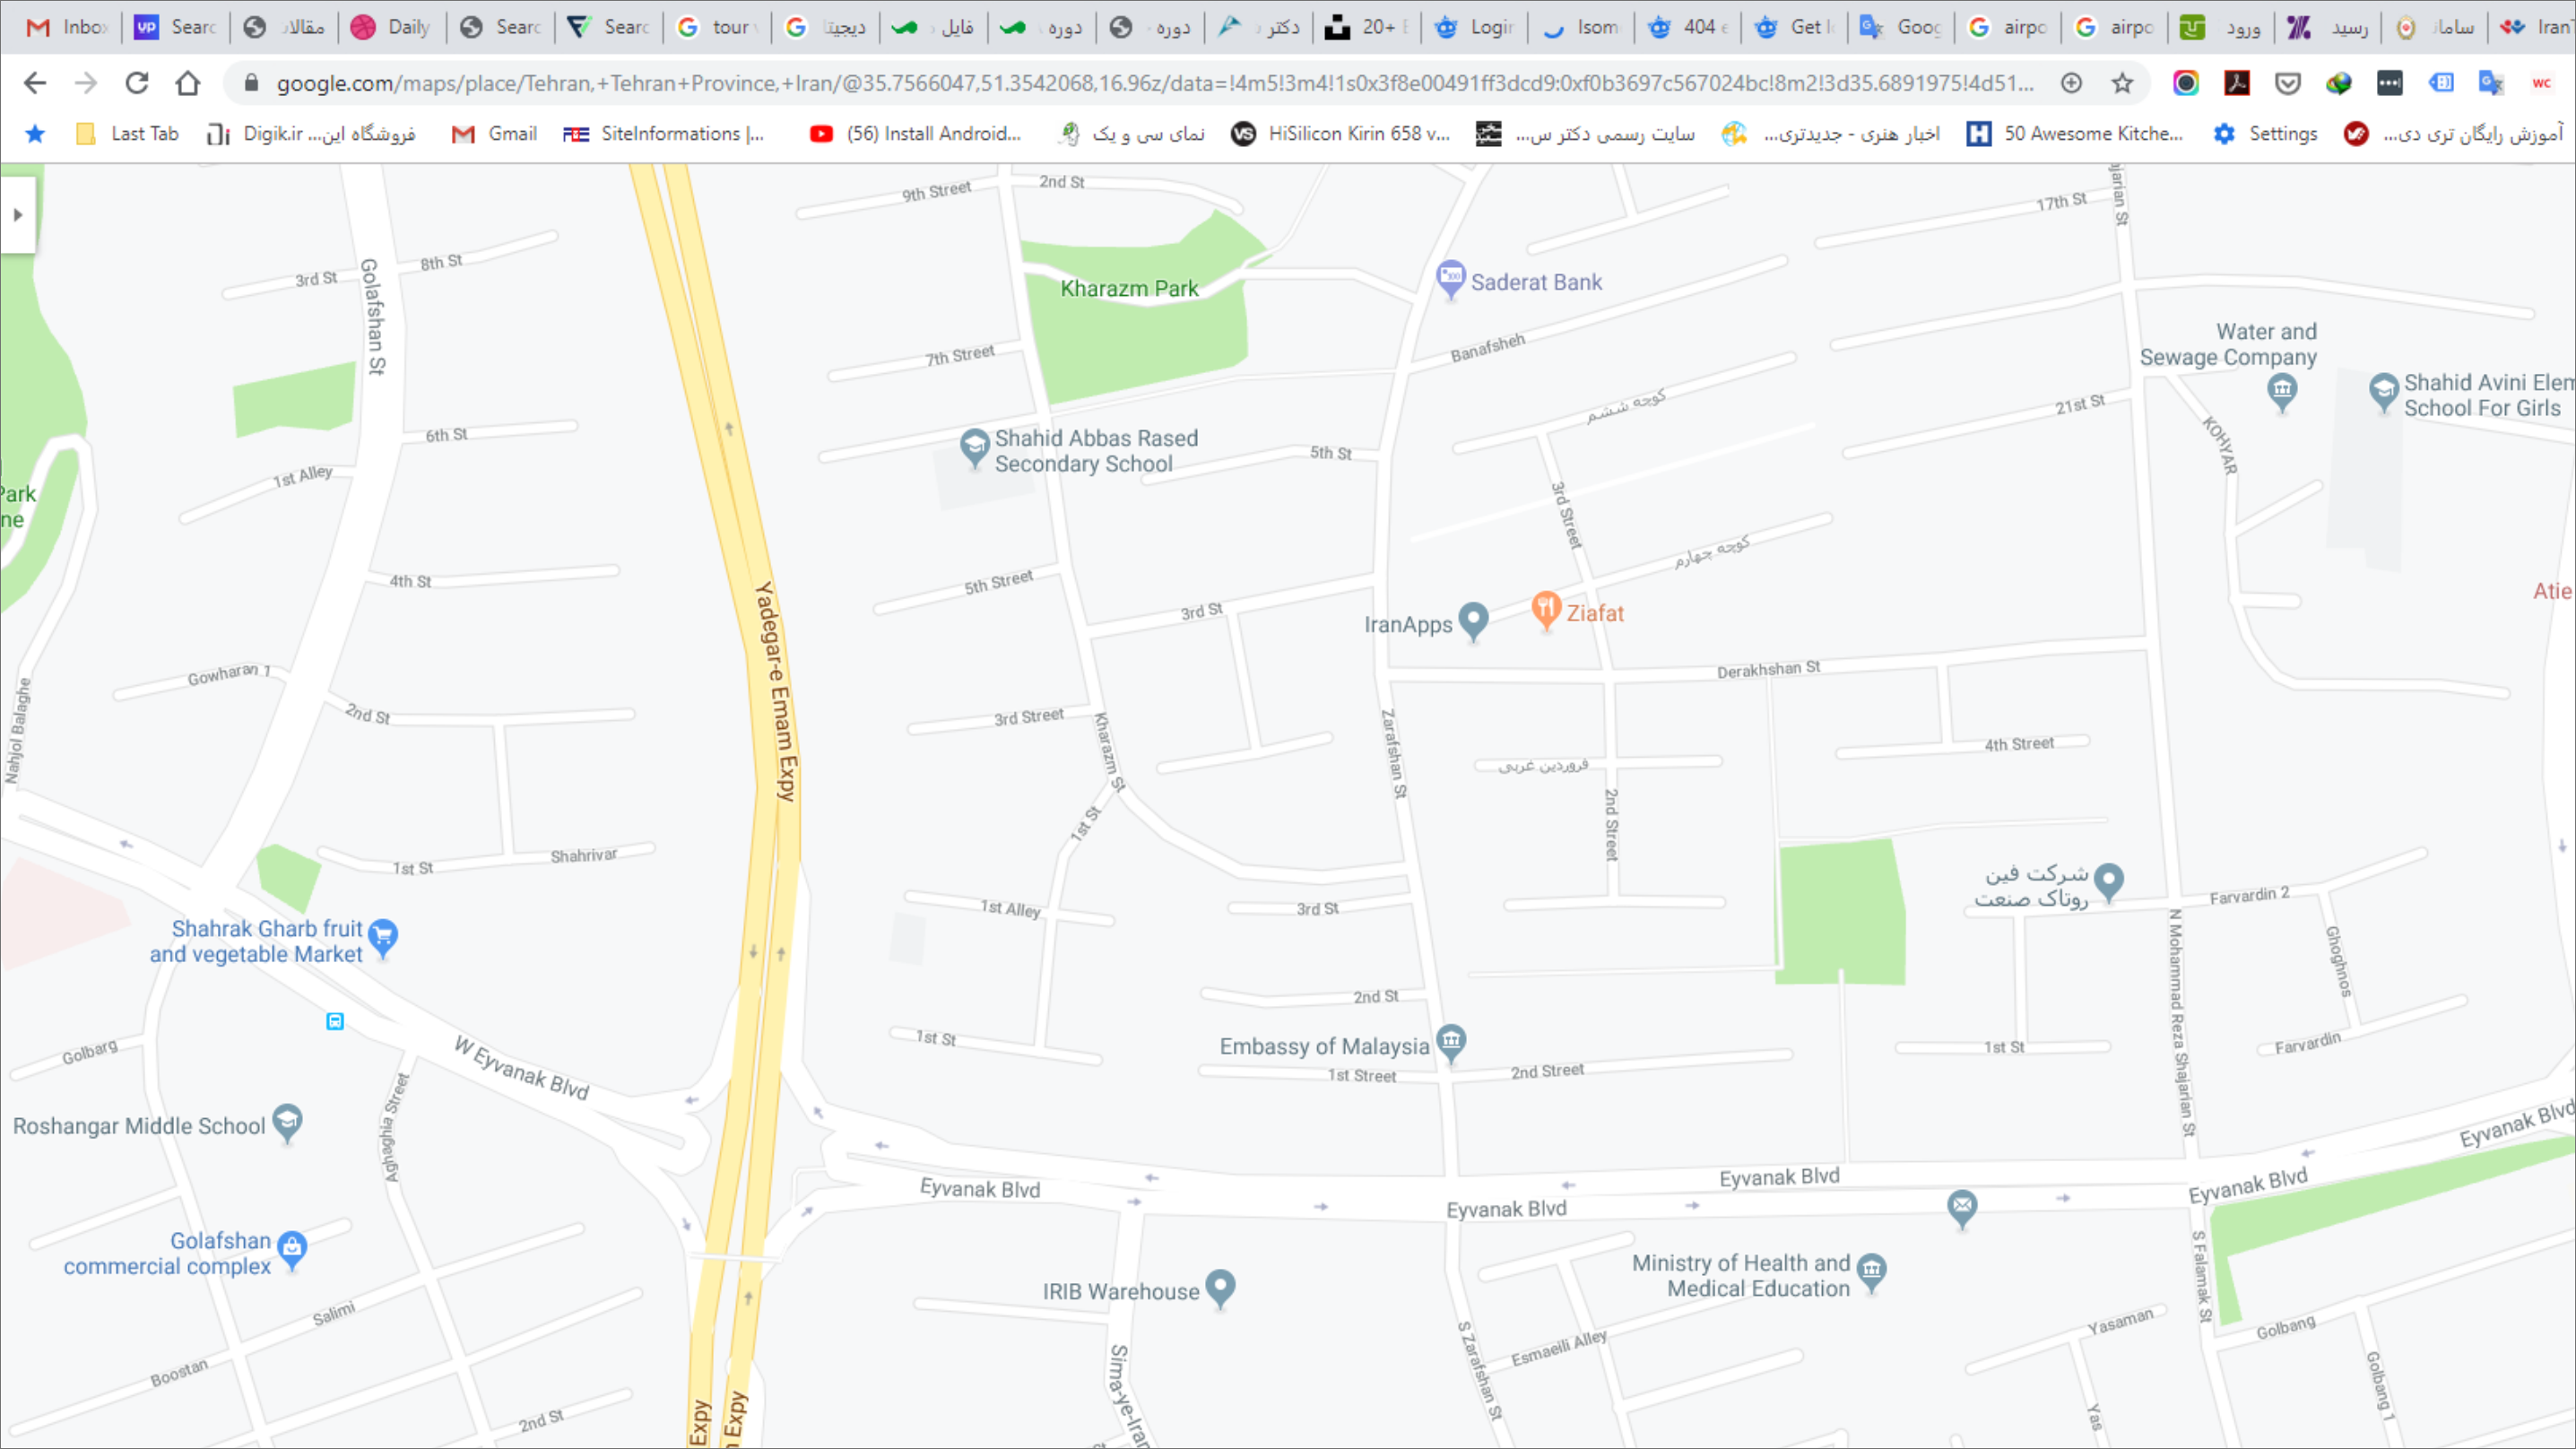 Inbo
Searc
مقالات
Daily
Searc
Searc
tour
دیجیتا
فایل
دوره
دوره
دکتر
20+
Login
Isom
404 e
Get Ic
Goog
airpo
airpo
ورود
رسید
سامان
IranT
google.com/maps/place/Tehran,+Tehran+Province,+Iran/@35.7566047,51.3542068,16.96z/data=!4m5!3m4!1s0x3f8e00491ff3dcd9:0xf0b3697c567024bc!8m2!3d35.6891975!4d51...
Last Tab
فروشگاه این... Digik.ir
Gmail
SiteInformations |...
(56) Install Android...
نمای سی و یک
HiSilicon Kirin 658 v...
سایت رسمی دکتر س...
اخبار هنری - جدیدتری...
50 Awesome Kitche...
Settings
آموزش رایگان تری دی...
9th Street
2nd St
17th St
jarian St
3rd St
8th St
Golafshan St
Kharazm Park
Saderat Bank
Banafsheh
7th Street
Water and
Sewage Company
Shahid Avini Elem
School For Girls
کوچه ششم
21st St
KOHYAR
6th St
1st Alley
Shahid Abbas Rased
Secondary School
5th St
Park
ne
3rd Street
کوچه چهارم
4th St
5th Street
3rd St
IranApps
Ziafat
Atie
Yadegar-e Emam Expy
Gowharan 1
Derakhshan St
2nd St
3rd Street
Kharazm St
Zarafshan St
Nahjol Balaghe
فروردین غربی
4th Street
2nd Street
1st St
1st St
Shahrivar
شرکت فین
روتاک صنعت
Farvardin 2
1st Alley
3rd St
Shahrak Gharb fruit
and vegetable Market
N Mohammad Reza Shajarian St
Ghoghnos
2nd St
1st St
Embassy of Malaysia
1st Street
2nd Street
1st St
Farvardin
Golbarg
W Eyvanak Blvd
Aghaghia Street
Roshangar Middle School
Eyvanak Blvd
Eyvanak Blvd
Eyvanak Blvd
Eyvanak Blvd
Eyvanak Blvd
Golafshan
commercial complex
IRIB Warehouse
Ministry of Health and
Medical Education
S Falamak St
Salimi
Boostan
S Zarafshan St
Esmaeili Alley
Yasaman
Golbang
Golbang 1
Yas
Sima-ye-Iran
2nd St
Expy
n Expy